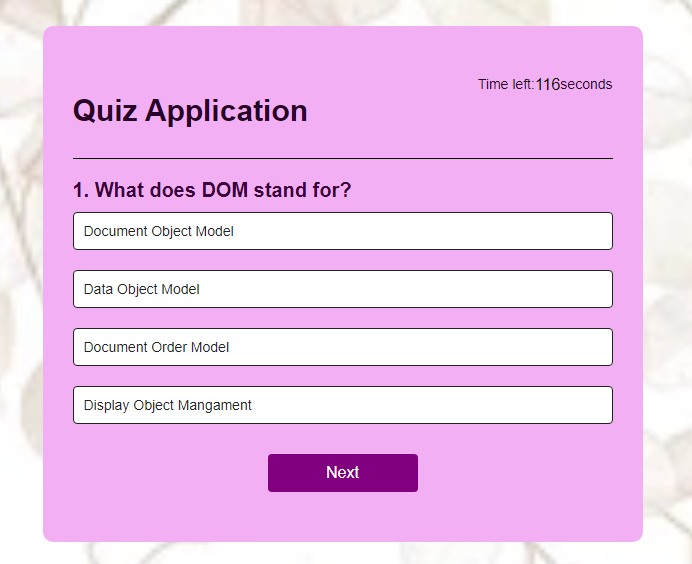 Time left:116seconds
Quiz Application
1. What does DOM stand for?
Document Object Model
Data Object Model
Document Order Model
Display Object Mangament
Next